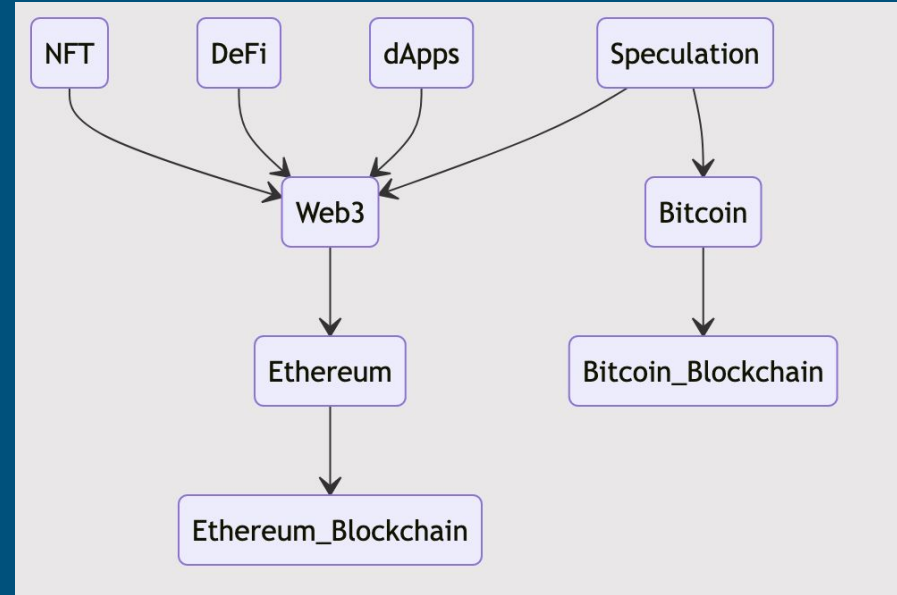 NFT
DeFi
dApps
Speculation
Web3
Bitcoin
Ethereum
Bitcoin_Blockchain
Ethereum_Blockchain